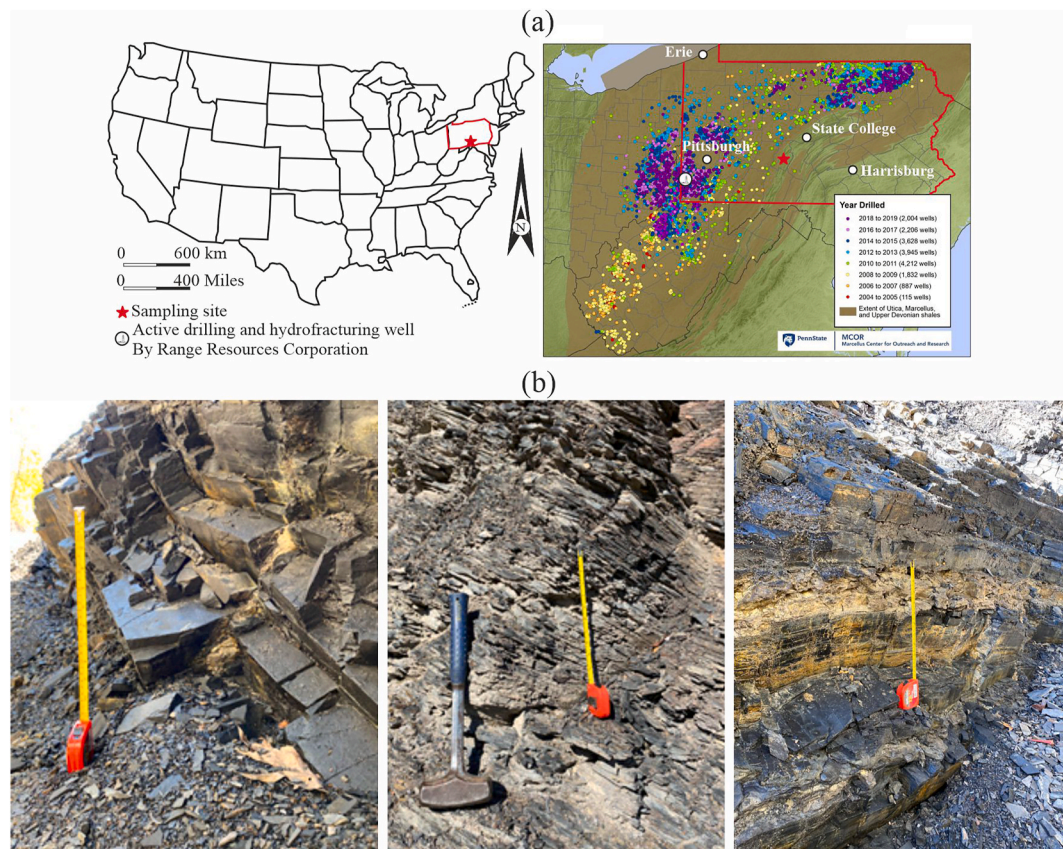 (a)
Erie
State College
Pittsburgh
Harrisburg
N
0 600 km
0 400 Miles
Sampling site
Active drilling and hydrofracturing well
By Range Resources Corporation
Year Drilled
2018 to 2019 (2,004 wells)
2016 to 2017 (2,206 wells)
2014 to 2015 (3,628 wells)
2012 to 2013 (3,945 wells)
2010 to 2011 (4,212 wells)
2008 to 2009 (1,832 wells)
2006 to 2007 (887 wells)
2004 to 2005 (115 wells)
Extent of Utica, Marcellus,
and Upper Devonian shales
PennState
MCOR
Marcellus Center for Outreach and Research
(b)